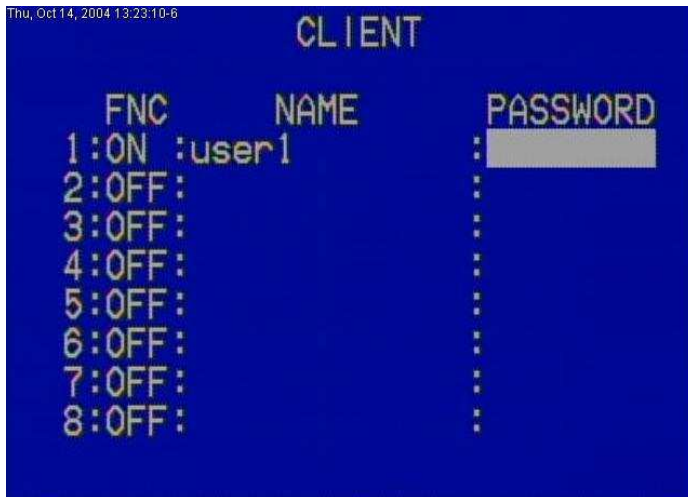 Thu, Oct 14, 2004 13:23:10-6
CLIENT
FNC NAME PASSWORD
1:ON :user1 :
2:OFF: :
3:OFF: :
4:OFF: :
5:OFF: :
6:OFF: :
7:OFF: :
8:OFF: :